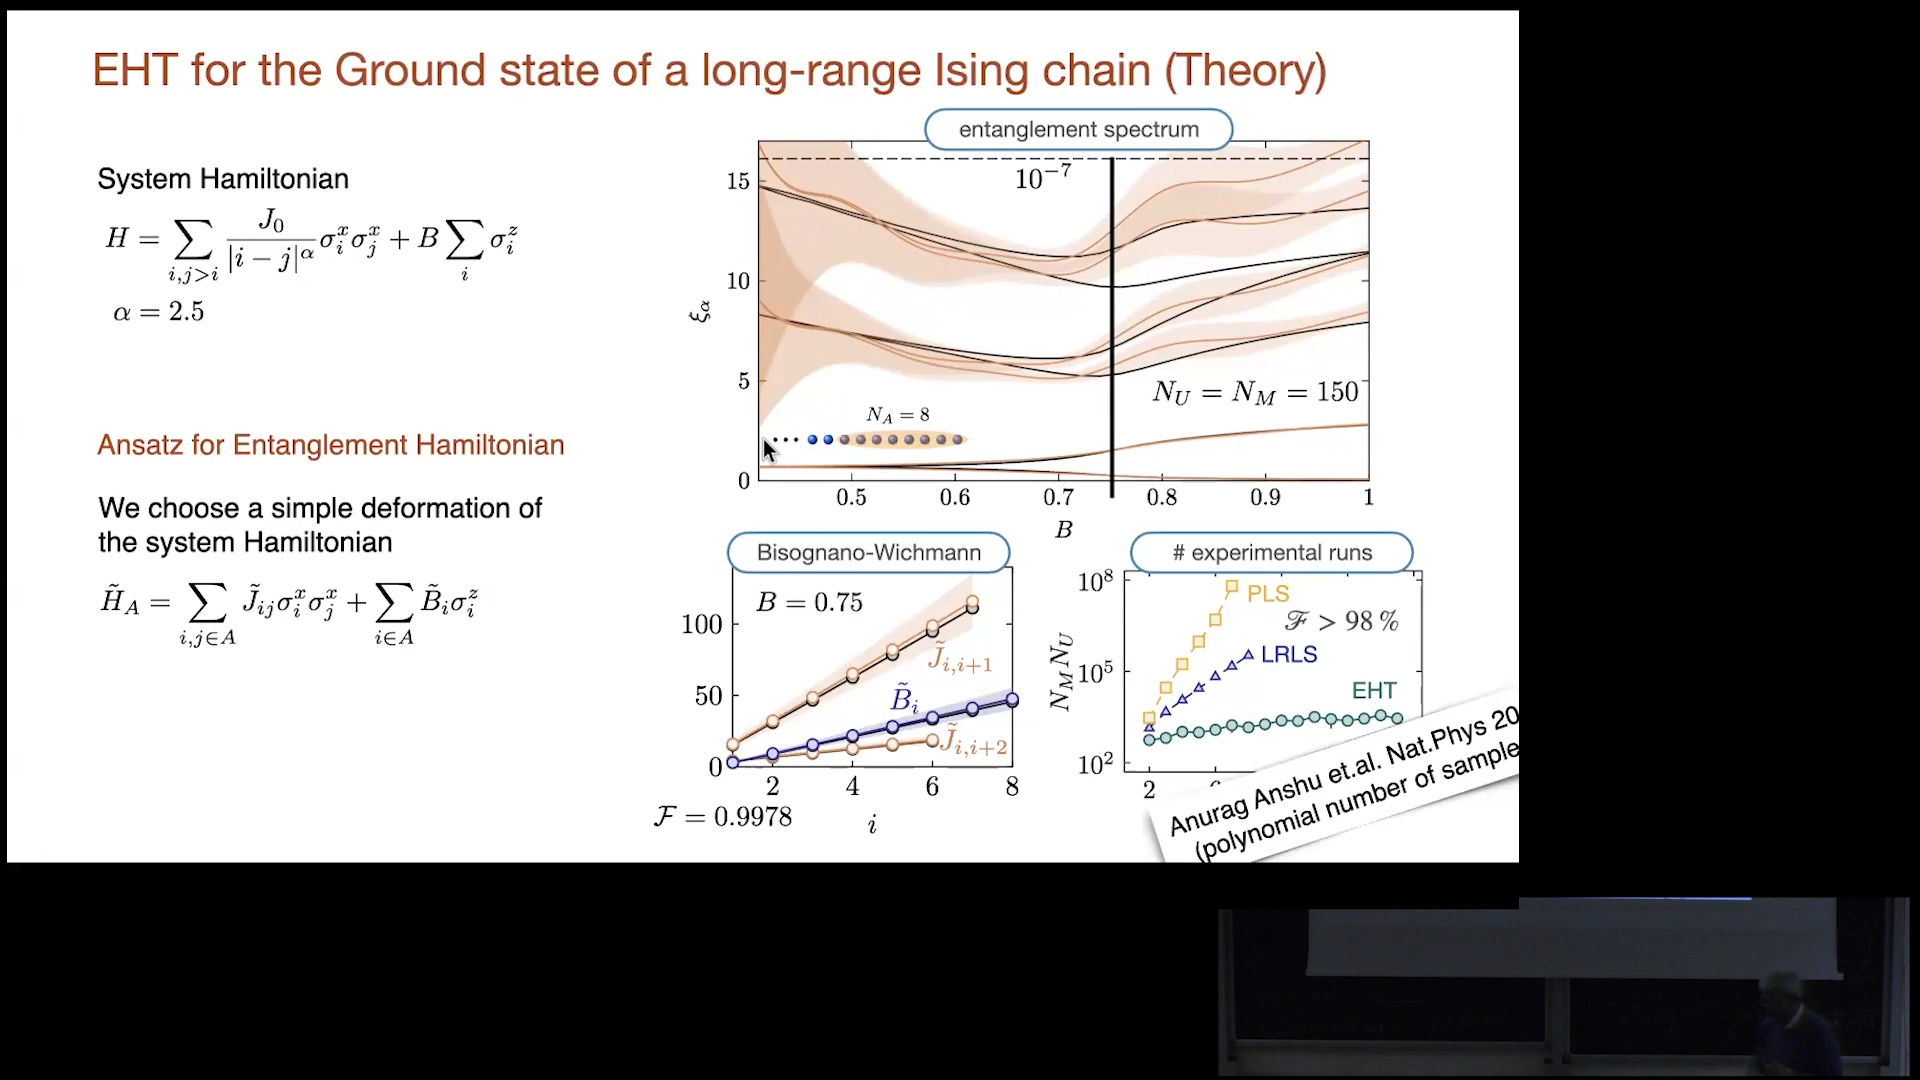 EHT for the Ground state of a long-range Ising chain (Theory)
System Hamiltonian
H = ∑_{i,j>i} J_0/|i − j|^α σ_i^x σ_j^x + B ∑_i σ_i^z
α = 2.5
Ansatz for Entanglement Hamiltonian
We choose a simple deformation of
the system Hamiltonian
H̃_A = ∑_{i,j∈A} J̃_{ij} σ_i^x σ_j^x + ∑_{i∈A} B̃_i σ_i^z
entanglement spectrum
10^{-7}
15
10
5
0
ξ_α
N_U = N_M = 150
N_A = 8
0.5 0.6 0.7 0.8 0.9 1
B
Bisognano-Wichmann
B = 0.75
100
50
0
J̃_{i,i+1}
B̃_i
J̃_{i,i+2}
2 4 6 8
i
F = 0.9978
# experimental runs
10^8
10^5
10^2
N_M N_U
PLS
ℱ > 98 %
LRLS
EHT
2
Anurag Anshu et.al. Nat.Phys 20
(polynomial number of sample